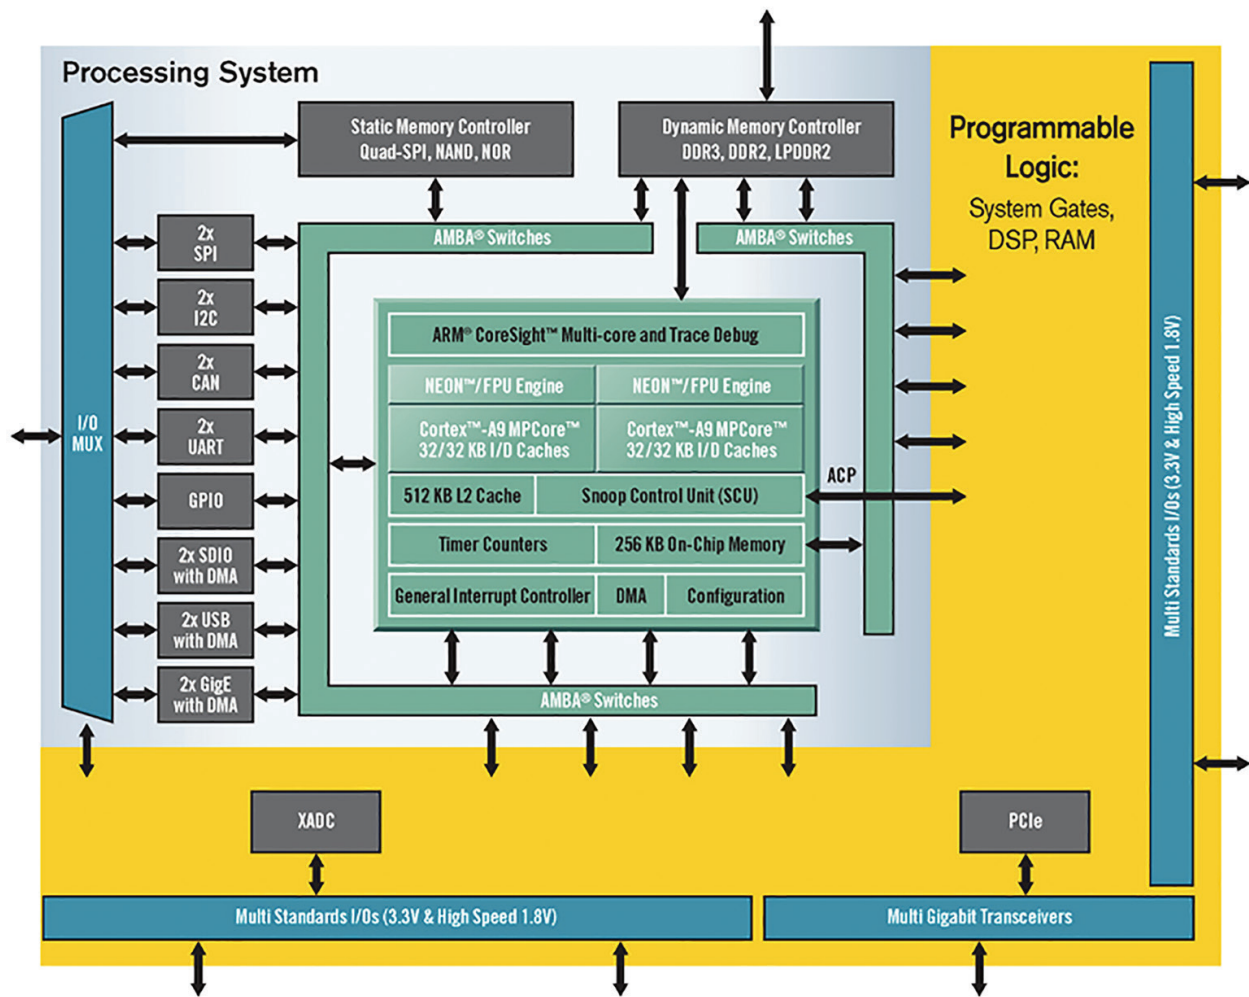 Processing System
Static Memory Controller
Quad-SPI, NAND, NOR
Dynamic Memory Controller
DDR3, DDR2, LPDDR2
Programmable
Logic:
System Gates,
DSP, RAM
AMBA® Switches
AMBA® Switches
I/O
MUX
2x
SPI
2x
I2C
2x
CAN
2x
UART
GPIO
2x SDIO
with DMA
2x USB
with DMA
2x GigE
with DMA
ARM® CoreSight™ Multi-core and Trace Debug
NEON™/FPU Engine
NEON™/FPU Engine
Cortex™-A9 MPCore™
32/32 KB I/D Caches
Cortex™-A9 MPCore™
32/32 KB I/D Caches
512 KB L2 Cache
Snoop Control Unit (SCU)
ACP
Timer Counters
256 KB On-Chip Memory
General Interrupt Controller
DMA
Configuration
AMBA® Switches
Multi Standards I/Os (3.3V & High Speed 1.8V)
XADC
PCIe
Multi Standards I/Os (3.3V & High Speed 1.8V)
Multi Gigabit Transceivers